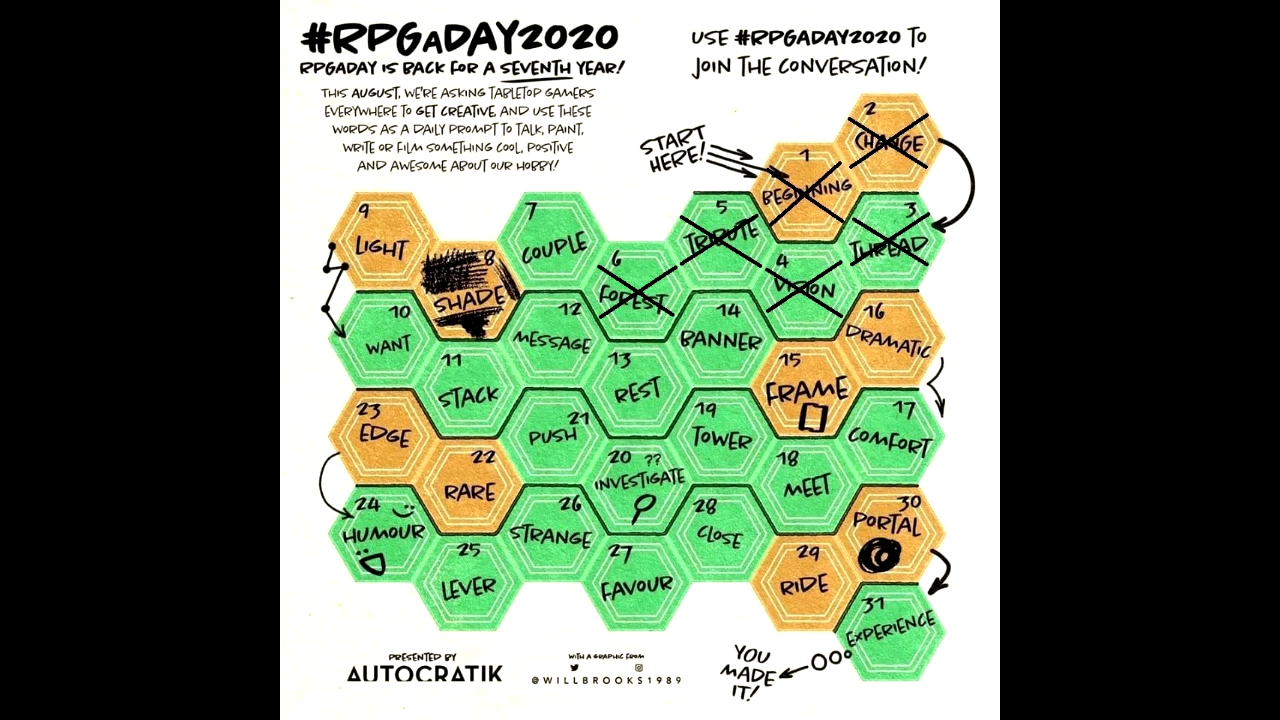 #RPGaDAY2020
RPGADAY IS BACK FOR A SEVENTH YEAR!
THIS AUGUST, WE'RE ASKING TABLETOP GAMERS
EVERYWHERE TO GET CREATIVE, AND USE THESE
WORDS AS A DAILY PROMPT TO TALK, PAINT,
WRITE OR FILM SOMETHING COOL, POSITIVE
AND AWESOME ABOUT OUR HOBBY!
USE #RPGADAY2020 TO
JOIN THE CONVERSATION!
START
HERE!
1
BEGINNING
2
CHANGE
3
THREAD
4
VISION
5
TRIBUTE
6
FOREST
7
COUPLE
8
SHADE
9
LIGHT
10
WANT
11
STACK
12
MESSAGE
13
REST
14
BANNER
15
FRAME
16
DRAMATIC
17
COMFORT
18
MEET
19
TOWER
20 ??
INVESTIGATE
21
PUSH
22
RARE
23
EDGE
24
HUMOUR
25
LEVER
26
STRANGE
27
FAVOUR
28
CLOSE
29
RIDE
30
PORTAL
31
EXPERIENCE
YOU
MADE
IT!
PRESENTED BY
AUTOCRATIK
WITH A GRAPHIC FROM
@WILLBROOKS1989